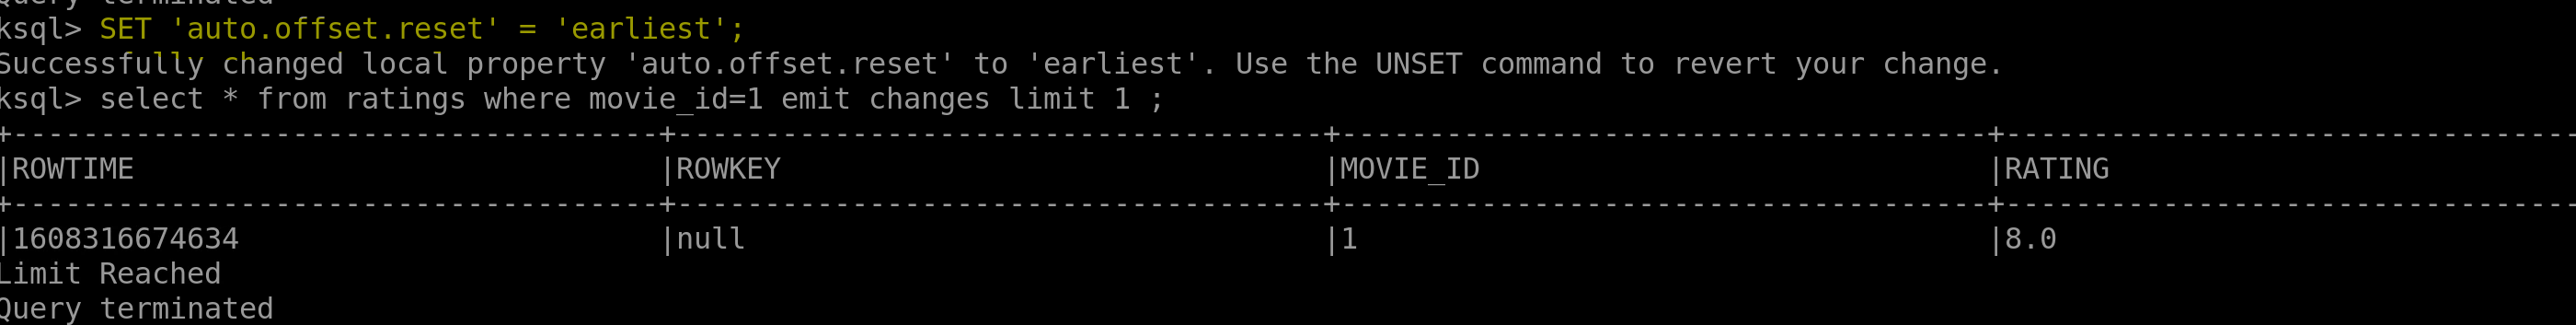 Query terminated
ksql> SET 'auto.offset.reset' = 'earliest';
Successfully changed local property 'auto.offset.reset' to 'earliest'. Use the UNSET command to revert your change.
ksql> select * from ratings where movie_id=1 emit changes limit 1 ;
+-------------------------------------+-------------------------------------+-------------------------------------+---------------------------------
|ROWTIME |ROWKEY |MOVIE_ID |RATING
+-------------------------------------+-------------------------------------+-------------------------------------+---------------------------------
|1608316674634 |null |1 |8.0
Limit Reached
Query terminated